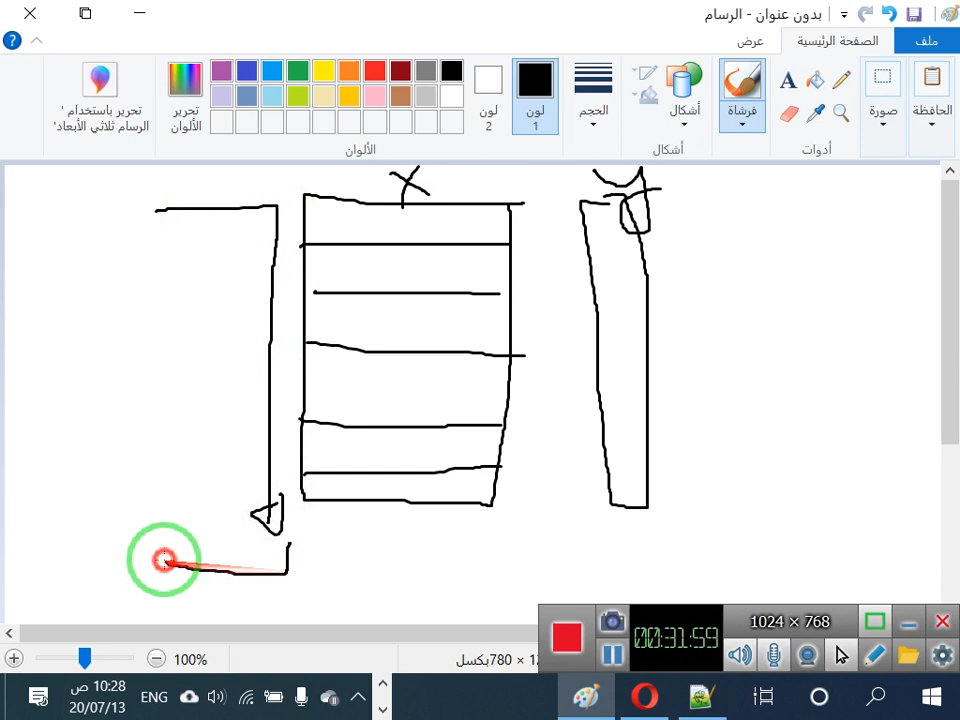 بدون عنوان - الرسام
ملف
الصفحة الرئيسية
عرض
الحافظة
صورة
أدوات
فرشاة
أشكال
أشكال
الحجم
لون
1
لون
2
تحرير
الألوان
الألوان
تحرير باستخدام '
الرسام ثلاثي الأبعاد'
x
y
100%
780بكسل
1024 × 768
00:31:59
10:28 ص
20/07/13
ENG